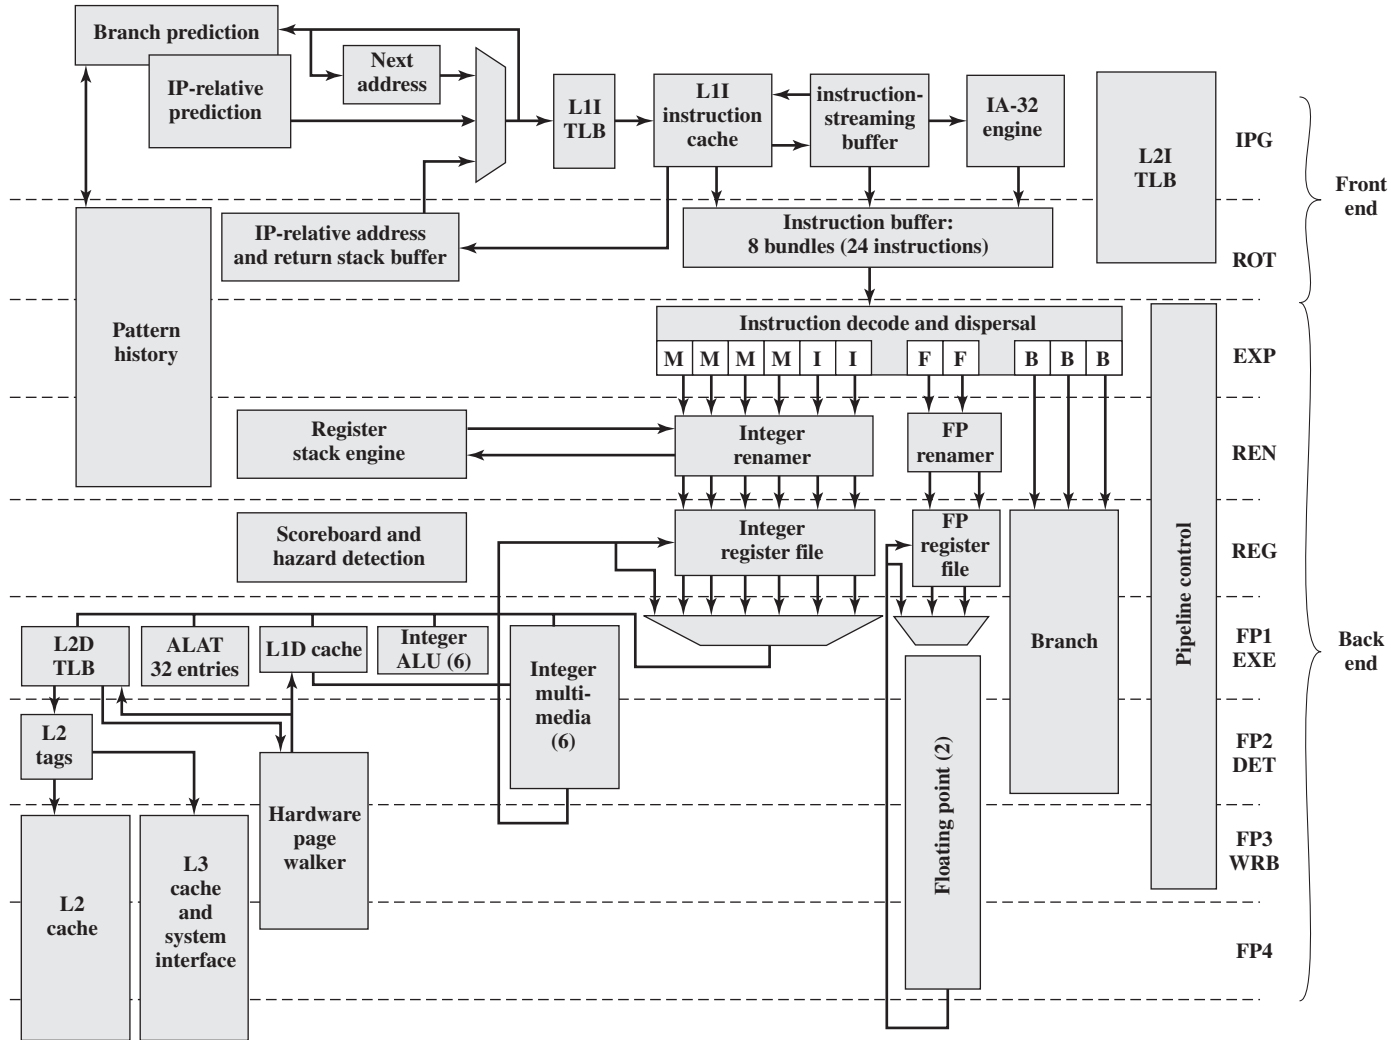 Branch prediction
IP-relative
prediction
Next
address
L1I
TLB
L1I
instruction
cache
instruction-
streaming
buffer
IA-32
engine
L2I
TLB
IPG
Front
end
IP-relative address
and return stack buffer
Instruction buffer:
8 bundles (24 instructions)
ROT
Pattern
history
Instruction decode and dispersal
M M M M I I F F B B B
EXP
Register
stack engine
Integer
renamer
FP
renamer
REN
Scoreboard and
hazard detection
Integer
register file
FP
register
file
REG
Pipeline control
L2D
TLB
ALAT
32 entries
L1D cache
Integer
ALU (6)
Integer
multi-
media
(6)
Branch
FP1
EXE
Back
end
L2
tags
Floating point (2)
FP2
DET
Hardware
page
walker
FP3
WRB
L2
cache
L3
cache
and
system
interface
FP4